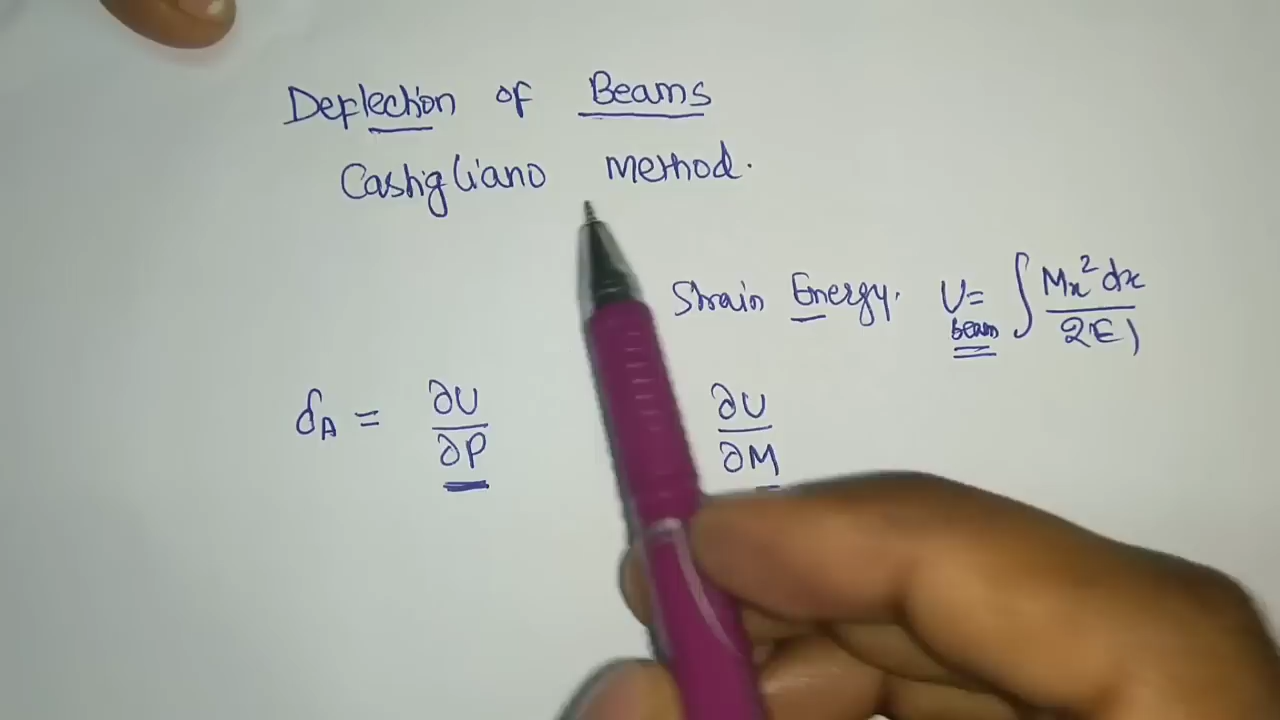 Deflection of Beams
Castigliano method.
Strain Energy. U = ∫ Mx² dx / 2EI
beam
δA = ∂U / ∂P ∂U / ∂M